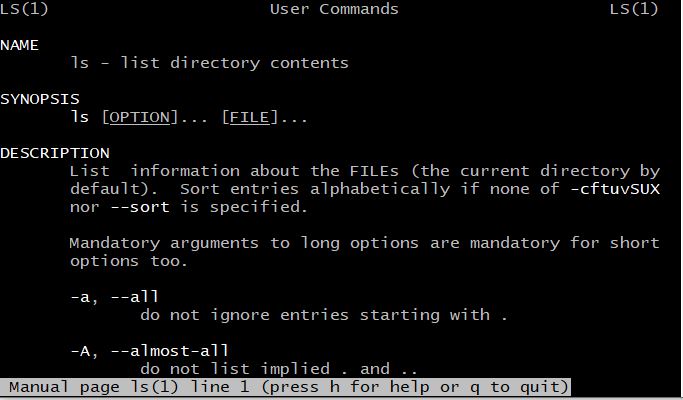 LS(1) User Commands LS(1)
NAME
ls - list directory contents
SYNOPSIS
ls [OPTION]... [FILE]...
DESCRIPTION
List information about the FILEs (the current directory by
default). Sort entries alphabetically if none of -cftuvSUX
nor --sort is specified.
Mandatory arguments to long options are mandatory for short
options too.
-a, --all
do not ignore entries starting with .
-A, --almost-all
do not list implied . and ..
Manual page ls(1) line 1 (press h for help or q to quit)